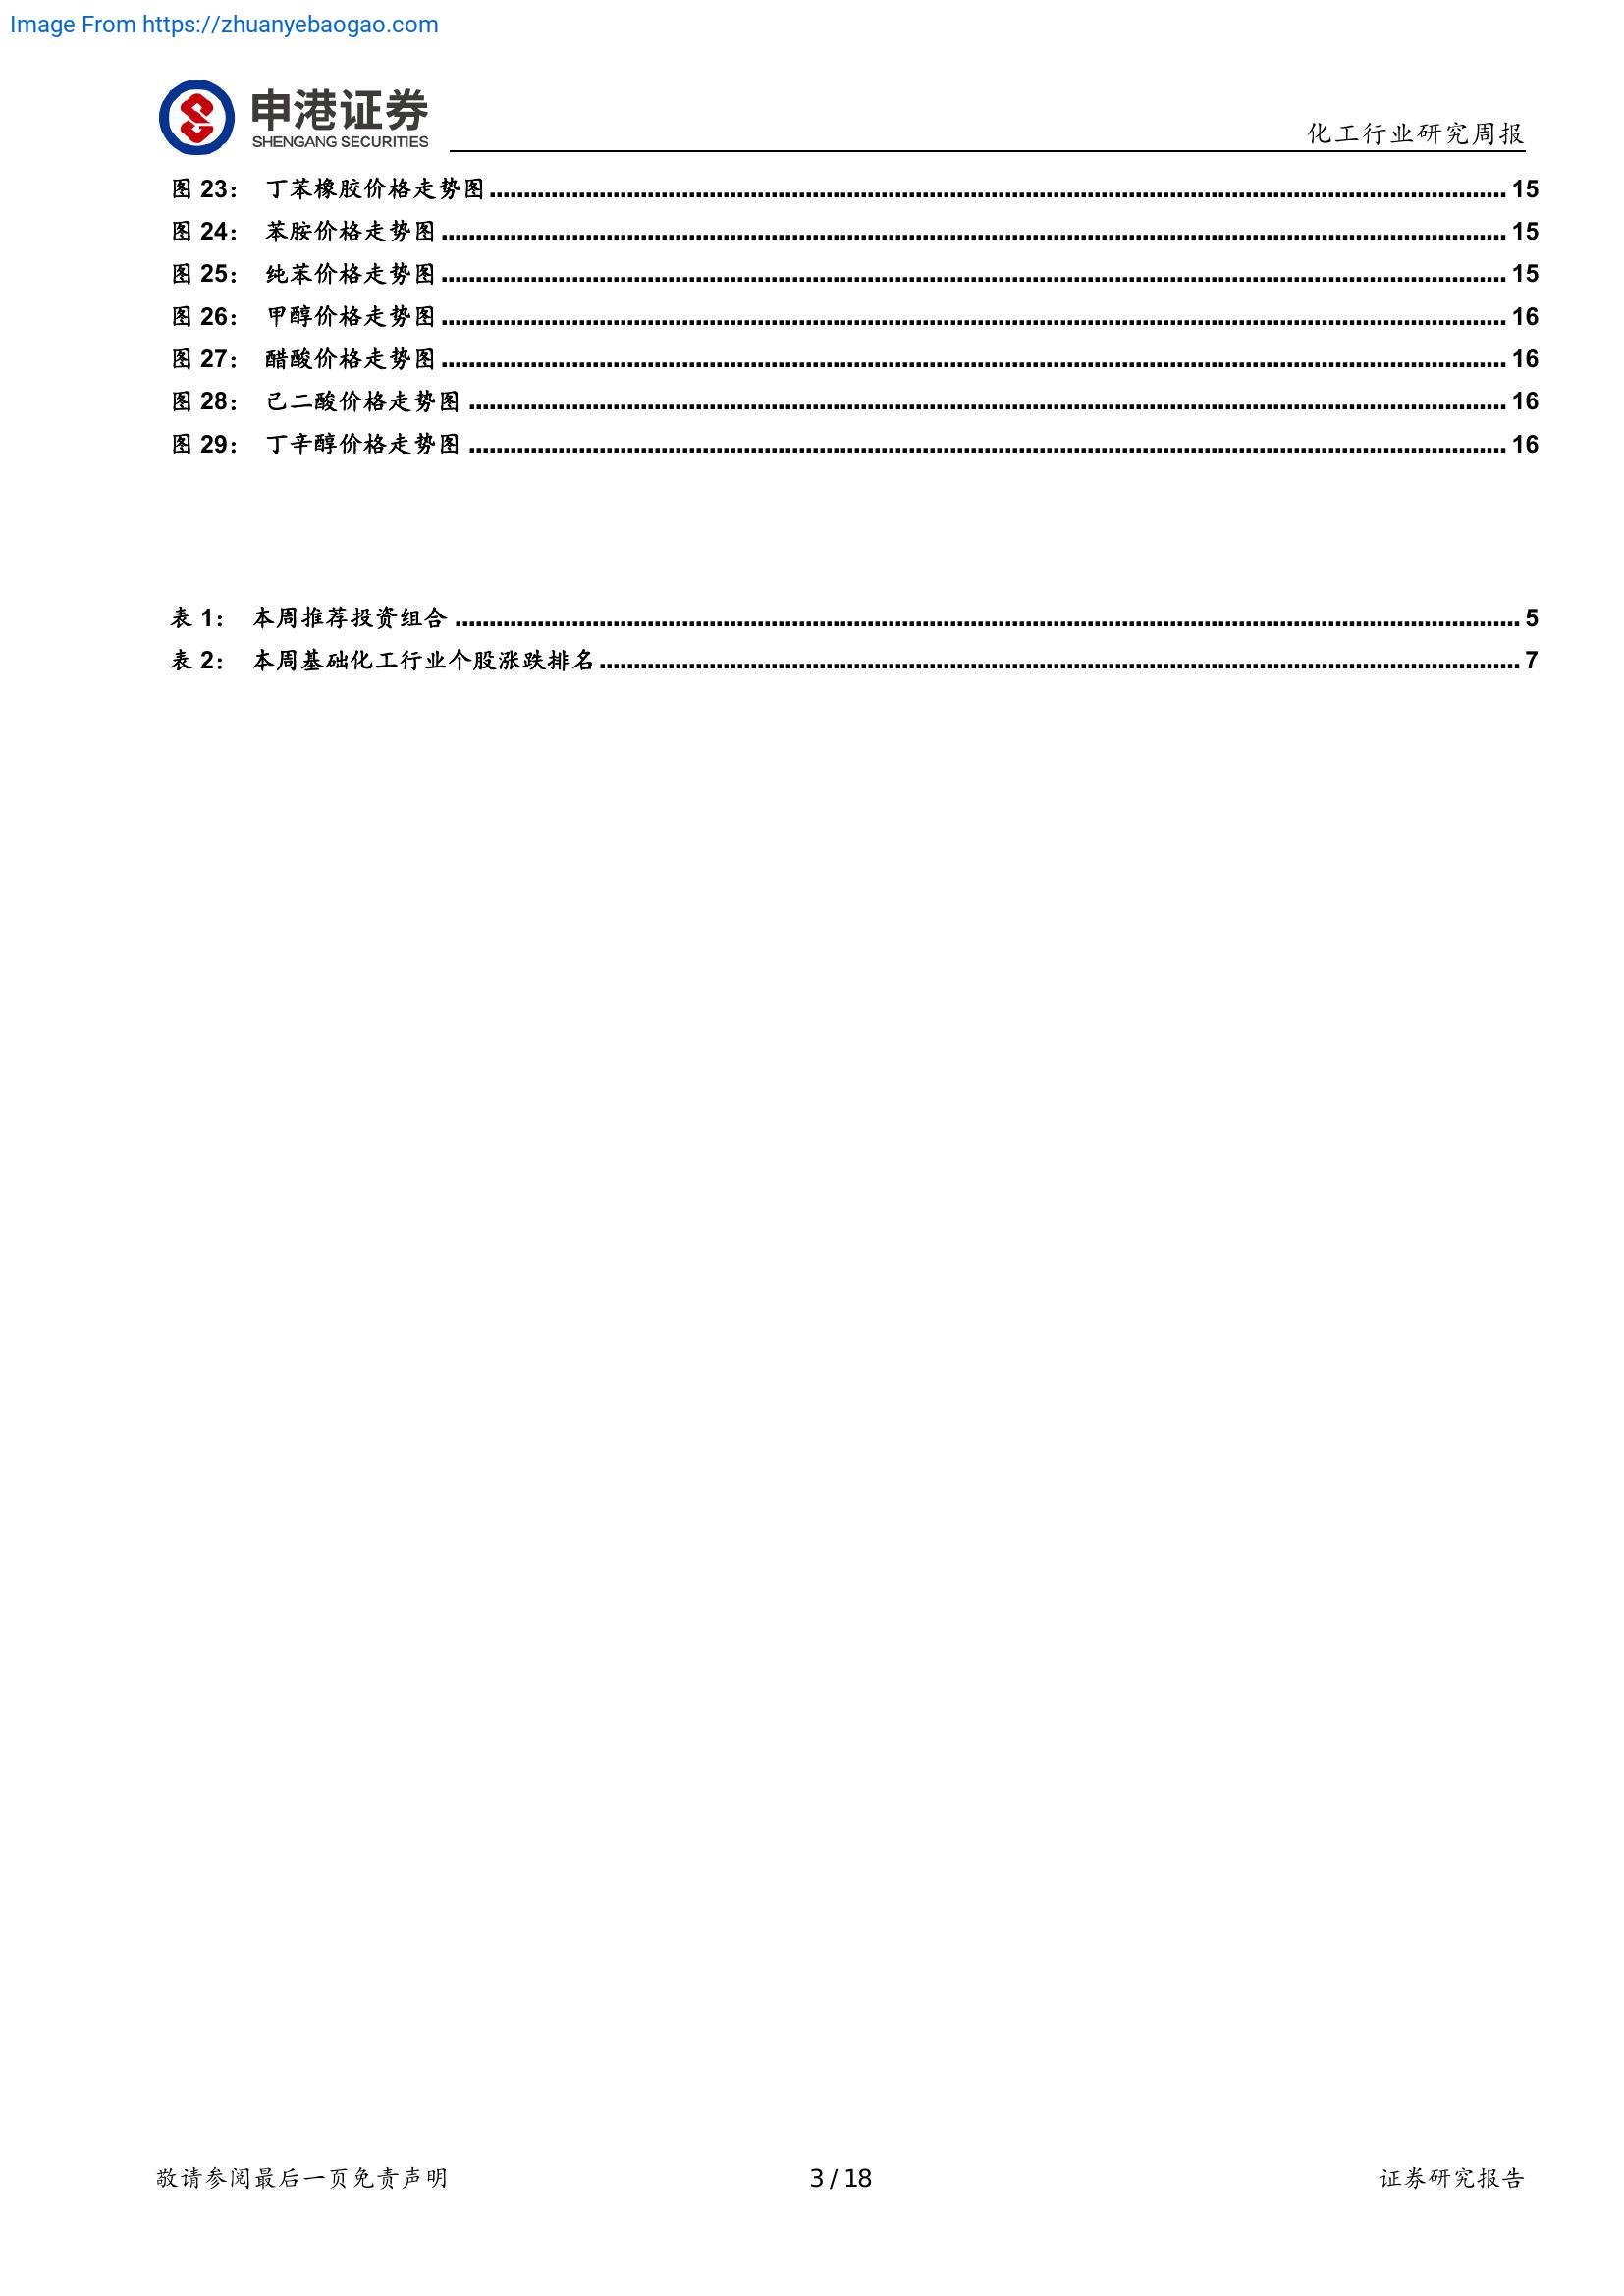 Image From https://zhuanyebaogao.com
申港证券
SHENGANG SECURITIES
化工行业研究周报
图 23： 丁苯橡胶价格走势图 15
图 24： 苯胺价格走势图 15
图 25： 纯苯价格走势图 15
图 26： 甲醇价格走势图 16
图 27： 醋酸价格走势图 16
图 28： 己二酸价格走势图 16
图 29： 丁辛醇价格走势图 16
表 1： 本周推荐投资组合 5
表 2： 本周基础化工行业个股涨跌排名 7
敬请参阅最后一页免责声明
3 / 18
证券研究报告